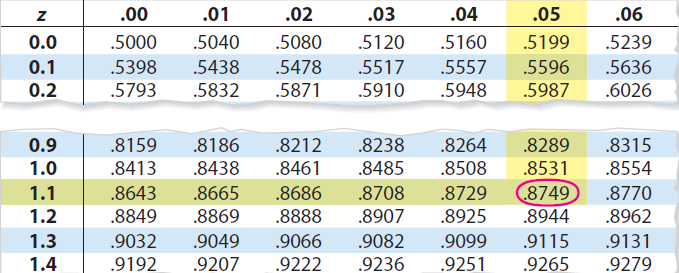 z .00 .01 .02 .03 .04 .05 .06
0.0 .5000 .5040 .5080 .5120 .5160 .5199 .5239
0.1 .5398 .5438 .5478 .5517 .5557 .5596 .5636
0.2 .5793 .5832 .5871 .5910 .5948 .5987 .6026
0.9 .8159 .8186 .8212 .8238 .8264 .8289 .8315
1.0 .8413 .8438 .8461 .8485 .8508 .8531 .8554
1.1 .8643 .8665 .8686 .8708 .8729 .8749 .8770
1.2 .8849 .8869 .8888 .8907 .8925 .8944 .8962
1.3 .9032 .9049 .9066 .9082 .9099 .9115 .9131
1.4 .9192 .9207 .9222 .9236 .9251 .9265 .9279